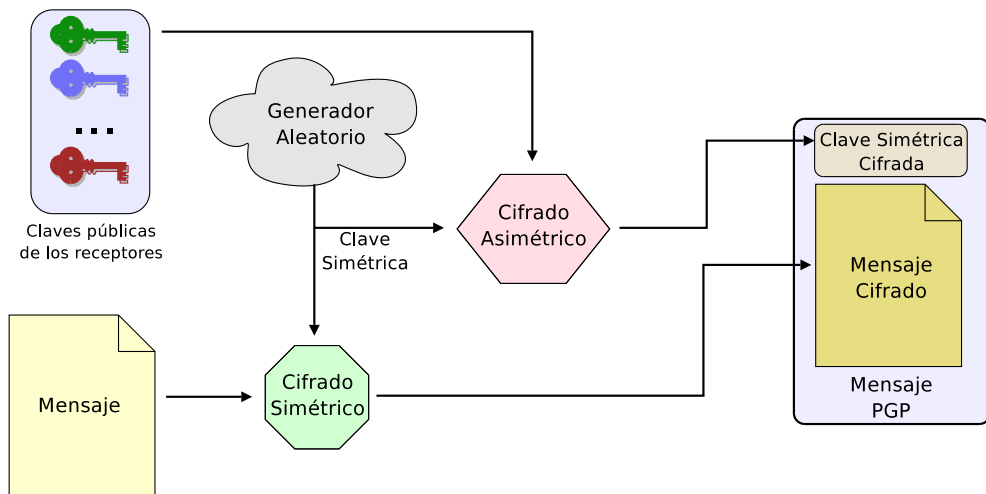 Generador
Aleatorio
Clave Simétrica
Cifrada
Claves públicas
de los receptores
Clave
Simétrica
Cifrado
Asimétrico
Mensaje
Cifrado
Mensaje
Cifrado
Simétrico
Mensaje
PGP